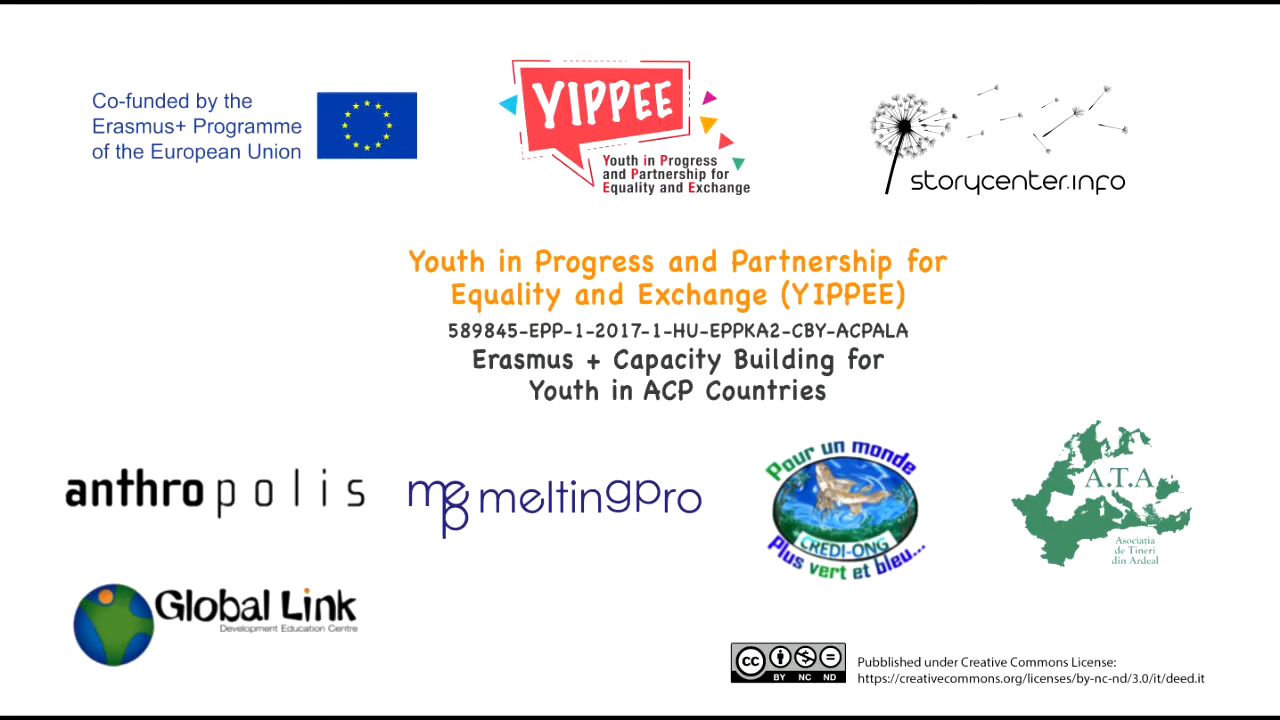 Co-funded by the
Erasmus+ Programme
of the European Union
YIPPEE
Youth in Progress
and Partnership for
Equality and Exchange
storycenter.info
Youth in Progress and Partnership for
Equality and Exchange (YIPPEE)
589845-EPP-1-2017-1-HU-EPPKA2-CBY-ACPALA
Erasmus + Capacity Building for
Youth in ACP Countries
anthropolis
mep meltingpro
Pour un monde
CREDI-ONG
Plus vert et bleu...
A.T.A
Asociația
de Tineri
din Ardeal
Global Link
Development Education Centre
cc
BY NC ND
Pubblished under Creative Commons License:
https://creativecommons.org/licenses/by-nc-nd/3.0/it/deed.it